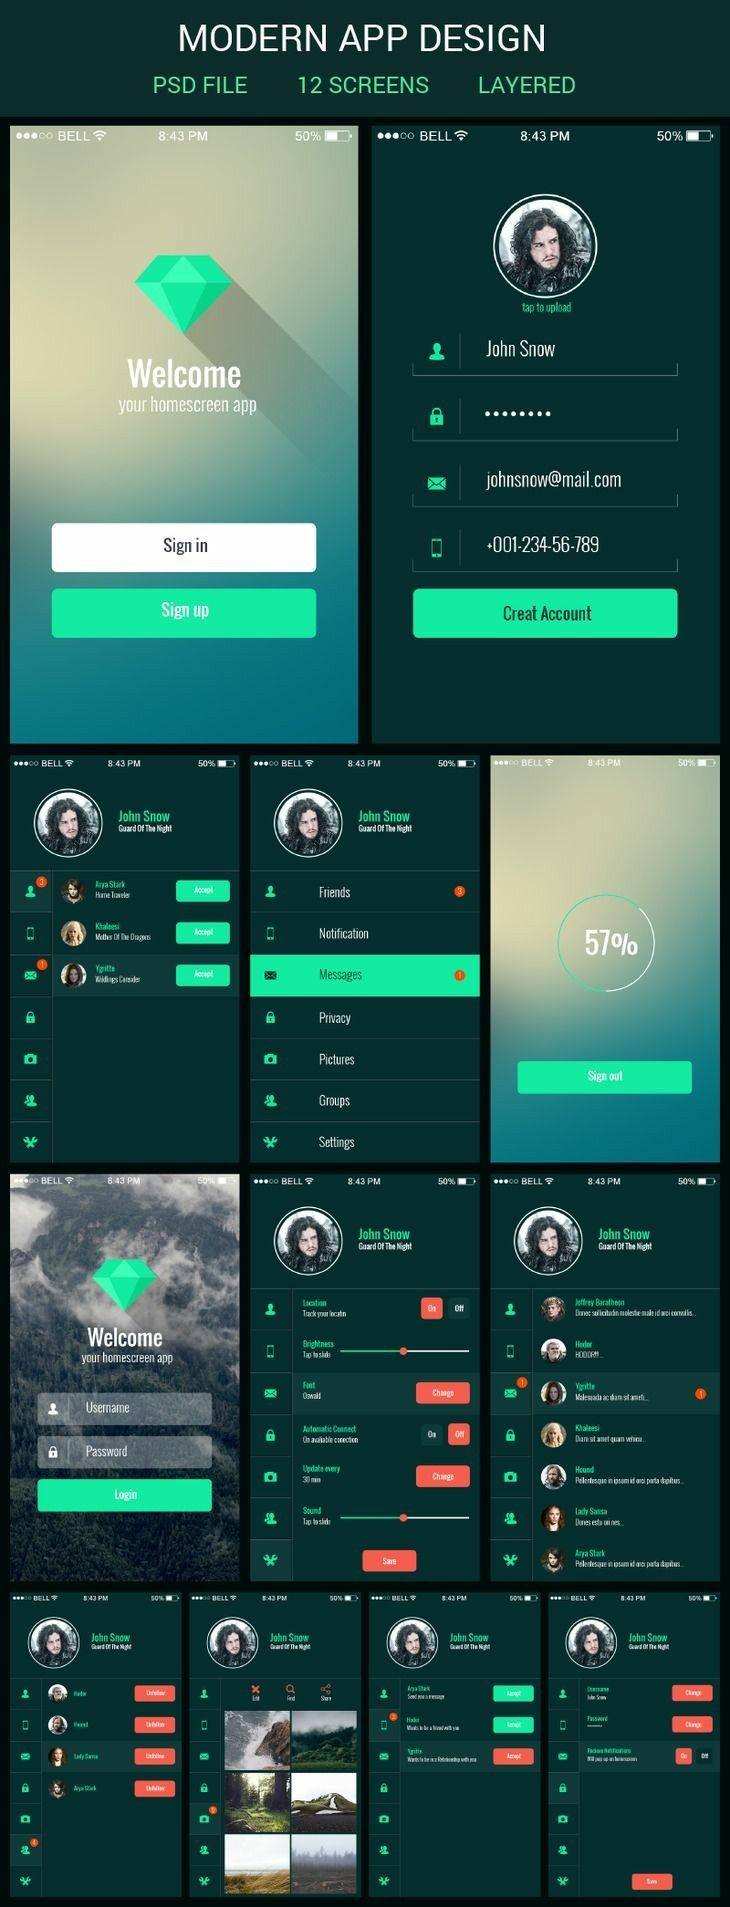 MODERN APP DESIGN
PSD FILE 12 SCREENS LAYERED
BELL 8:43 PM 50%
Welcome
your homescreen app
Sign in
Sign up
BELL 8:43 PM 50%
tap to upload
John Snow
johnsnow@mail.com
+001-234-56-789
Creat Account
BELL 8:43 PM 50%
John Snow
Guard Of The Night
3
Arya Stark
Home Traveler
Accept
Khaleesi
Mother Of The Dragons
Accept
1
Ygritte
Wildlings Consider
Accept
BELL 8:43 PM 50%
John Snow
Guard Of The Night
Friends 3
Notification
Messages 1
Privacy
Pictures
Groups
Settings
BELL 8:43 PM 50%
57%
Sign out
BELL 8:43 PM 50%
Welcome
your homescreen app
Username
Password
Login
BELL 8:43 PM 50%
John Snow
Guard Of The Night
Location
Track your locatin
On Off
Brightness
Tap to slide
Font
Oswald
Change
Automatic Connect
On avaliable conection
On Off
Update every
30 min
Change
Sound
Tap to slide
Save
BELL 8:43 PM 50%
John Snow
Guard Of The Night
Joffrey Baratheon
Donec sollicitudin molestie male id orci convallis...
Hodor
HODOR!!!...
1
Ygritte
Malesuada ac diam sit ameti...
1
Khaleesi
Diam sit amet quam vehicu...
Hound
Pellentesque in ipsum id orci porta dapibus...
Lady Sansa
Dones estu on nes...
Arya Stark
Pellentesque in ipsum id orci porta dapibus...
BELL 8:43 PM 50%
John Snow
Guard Of The Night
Hodor Unfollow
Hound Unfollow
Lady Sansa Unfollow
Arya Stark Unfollow
4
BELL 8:43 PM 50%
John Snow
Guard Of The Night
Edit Find Share
BELL 8:43 PM 50%
John Snow
Guard Of The Night
Arya Stark
Send you a message
Accept
3
Hodor
Wants to be a friend with you
Accept
Ygritte
Wants to be in a Relationship with you
Accept
BELL 8:43 PM 50%
John Snow
Guard Of The Night
Username
John Snow
Change
Password
Change
Notifications
Will pop up on homescreen
On Off
Save